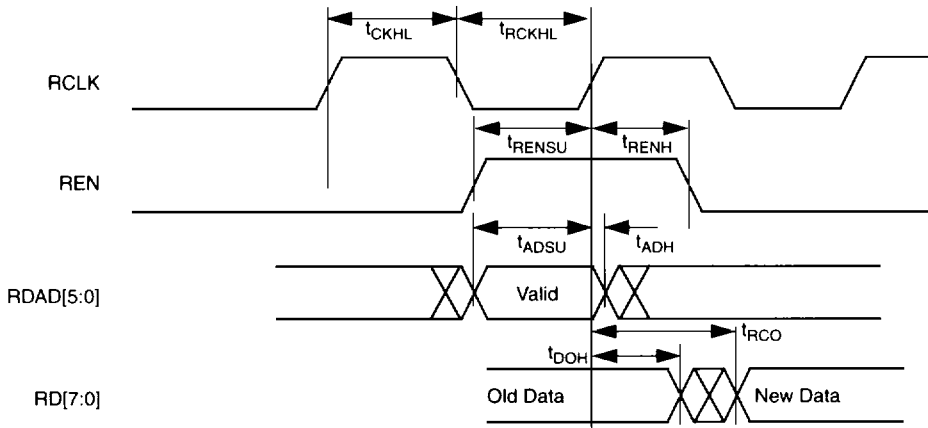 tCKHL tRCKHL
RCLK
tRENSU tRENH
REN
tADSU tADH
RDAD[5:0] Valid
tRCO
tDOH
RD[7:0] Old Data New Data